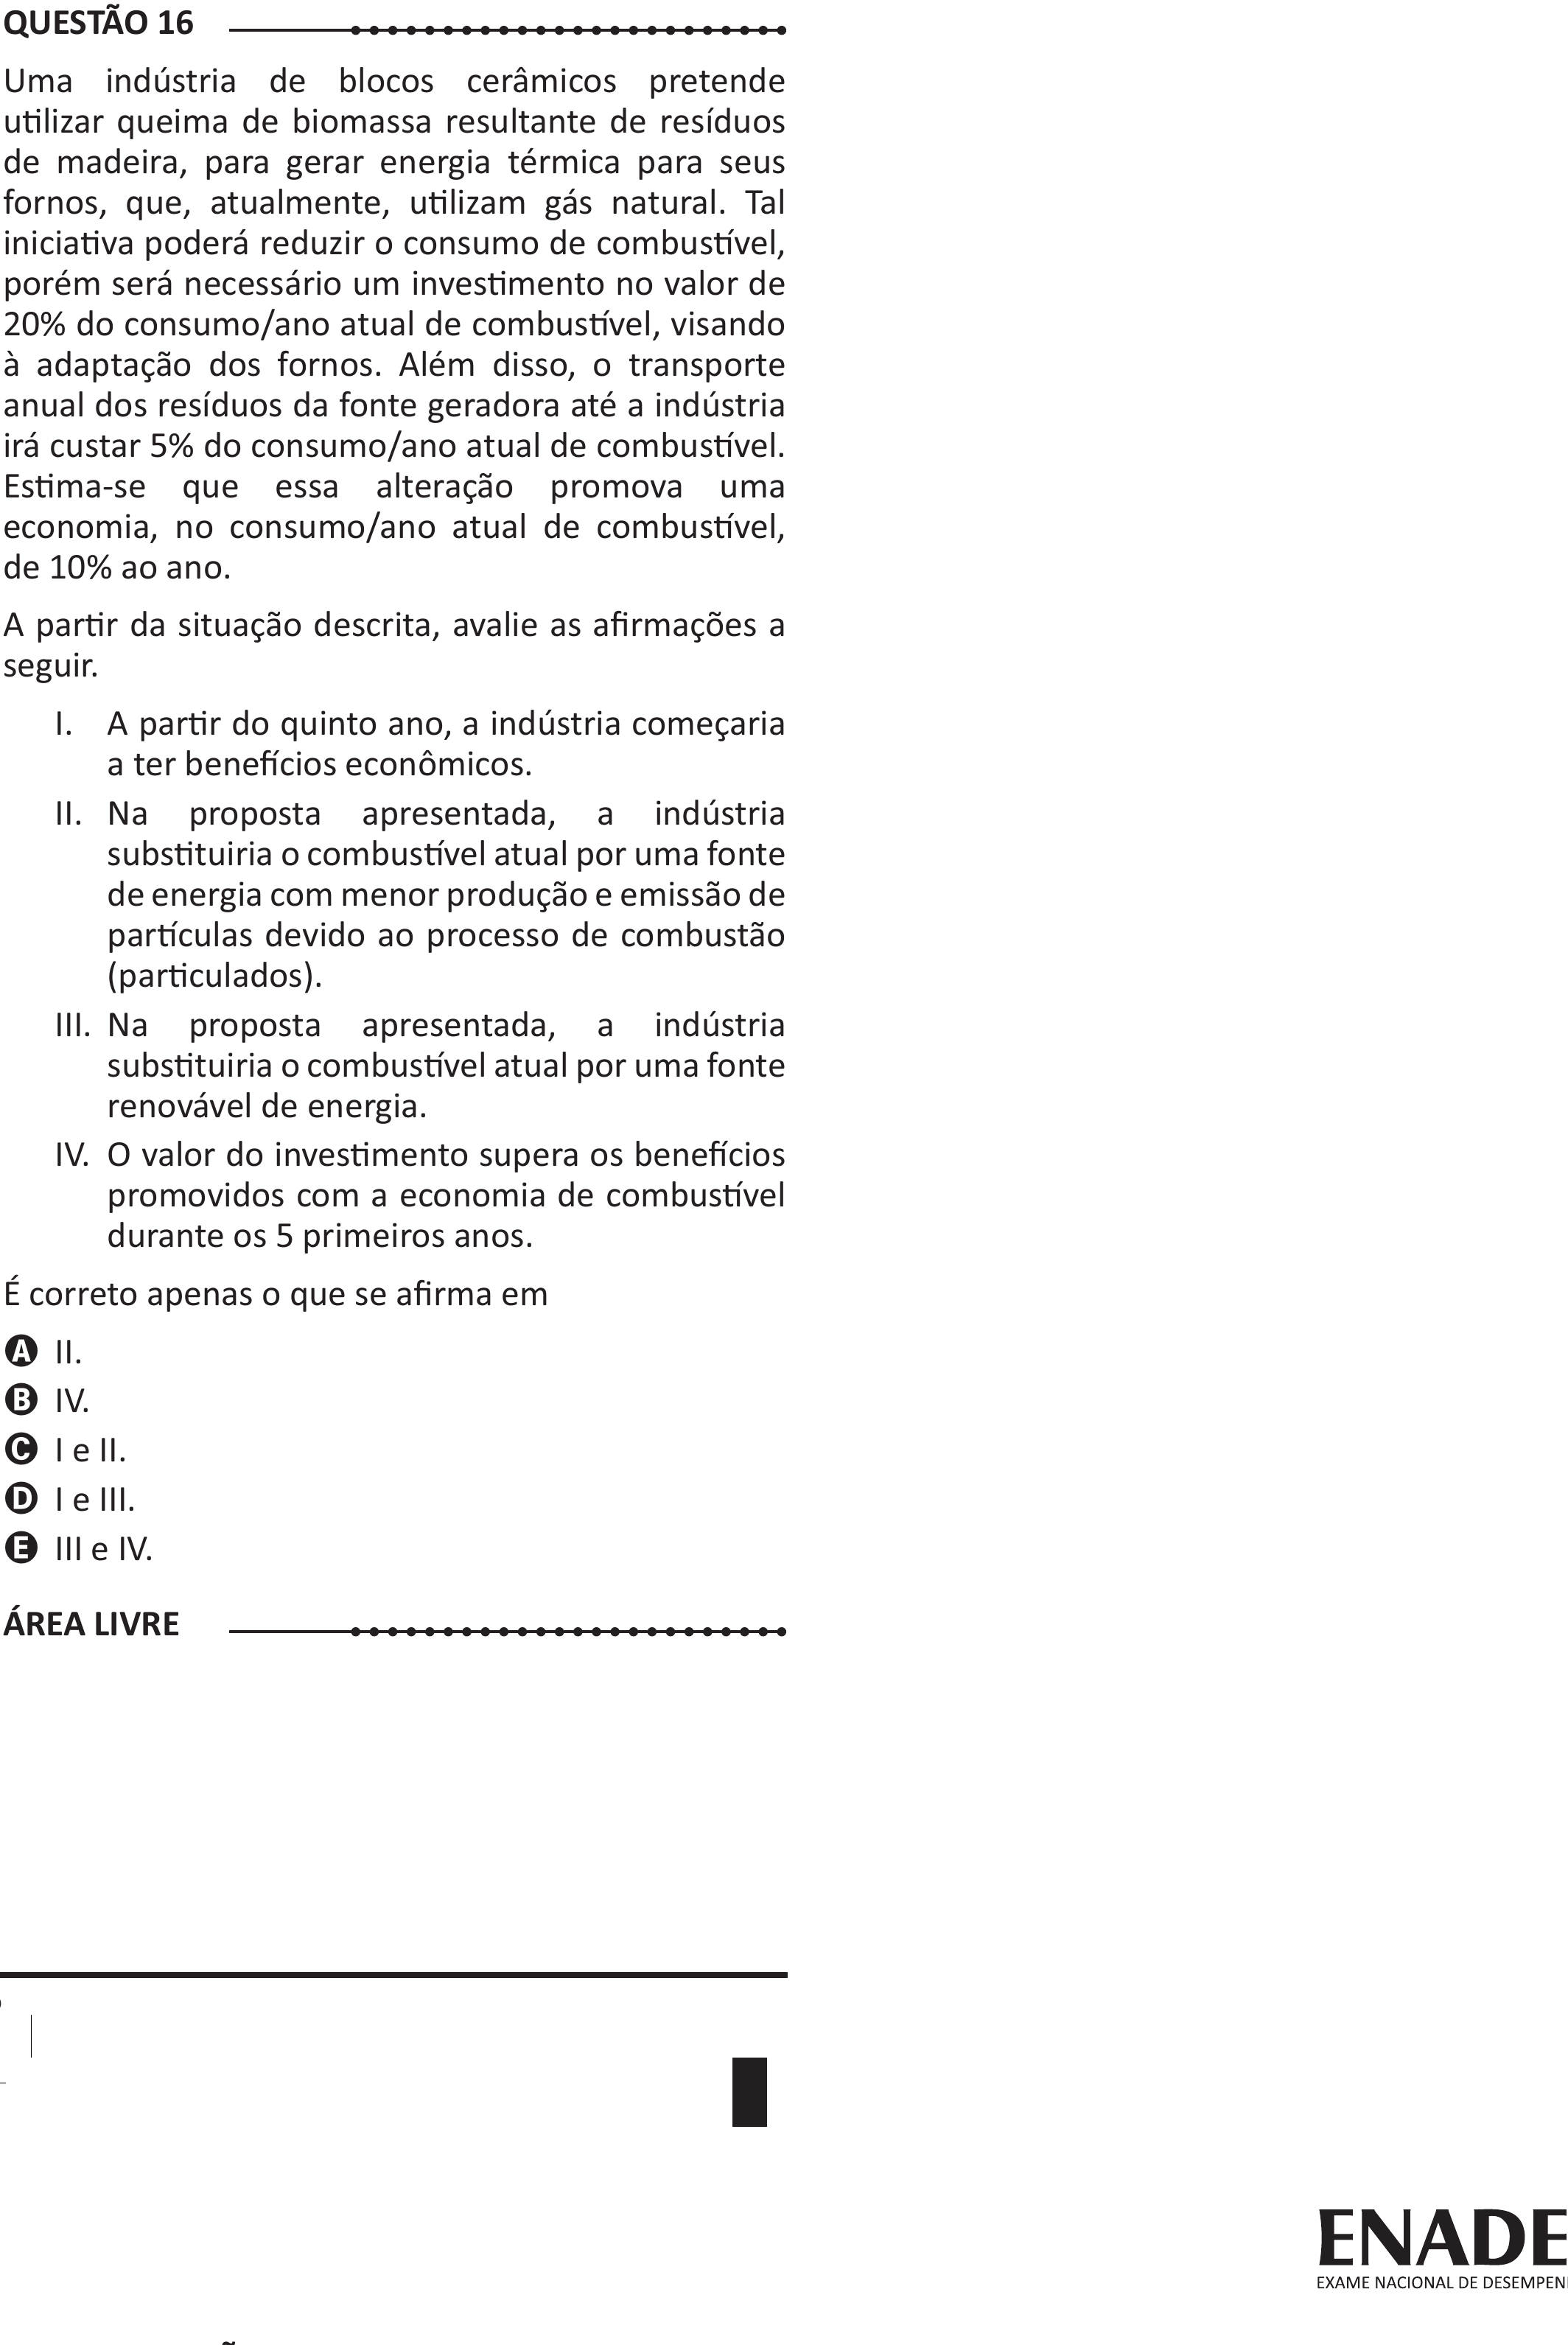 QUESTÃO 16
Uma indústria de blocos cerâmicos pretende
utilizar queima de biomassa resultante de resíduos
de madeira, para gerar energia térmica para seus
fornos, que, atualmente, utilizam gás natural. Tal
iniciativa poderá reduzir o consumo de combustível,
porém será necessário um investimento no valor de
20% do consumo/ano atual de combustível, visando
à adaptação dos fornos. Além disso, o transporte
anual dos resíduos da fonte geradora até a indústria
irá custar 5% do consumo/ano atual de combustível.
Estima-se que essa alteração promova uma
economia, no consumo/ano atual de combustível,
de 10% ao ano.
A partir da situação descrita, avalie as afirmações a
seguir.
I. A partir do quinto ano, a indústria começaria
a ter benefícios econômicos.
II. Na proposta apresentada, a indústria
substituiria o combustível atual por uma fonte
de energia com menor produção e emissão de
partículas devido ao processo de combustão
(particulados).
III. Na proposta apresentada, a indústria
substituiria o combustível atual por uma fonte
renovável de energia.
IV. O valor do investimento supera os benefícios
promovidos com a economia de combustível
durante os 5 primeiros anos.
É correto apenas o que se afirma em
A II.
B IV.
C I e II.
D I e III.
E III e IV.
ÁREA LIVRE
ENADE
EXAME NACIONAL DE DESEMPEN